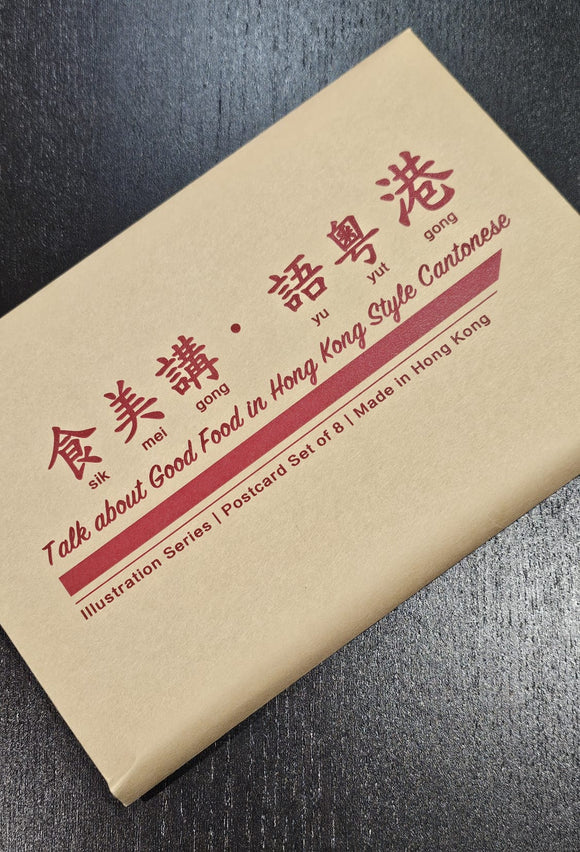 港粵語・講美食
gong yut yu gong mei sik
Talk about Good Food in Hong Kong Style Cantonese
Illustration Series | Postcard Set of 8 | Made in Hong Kong